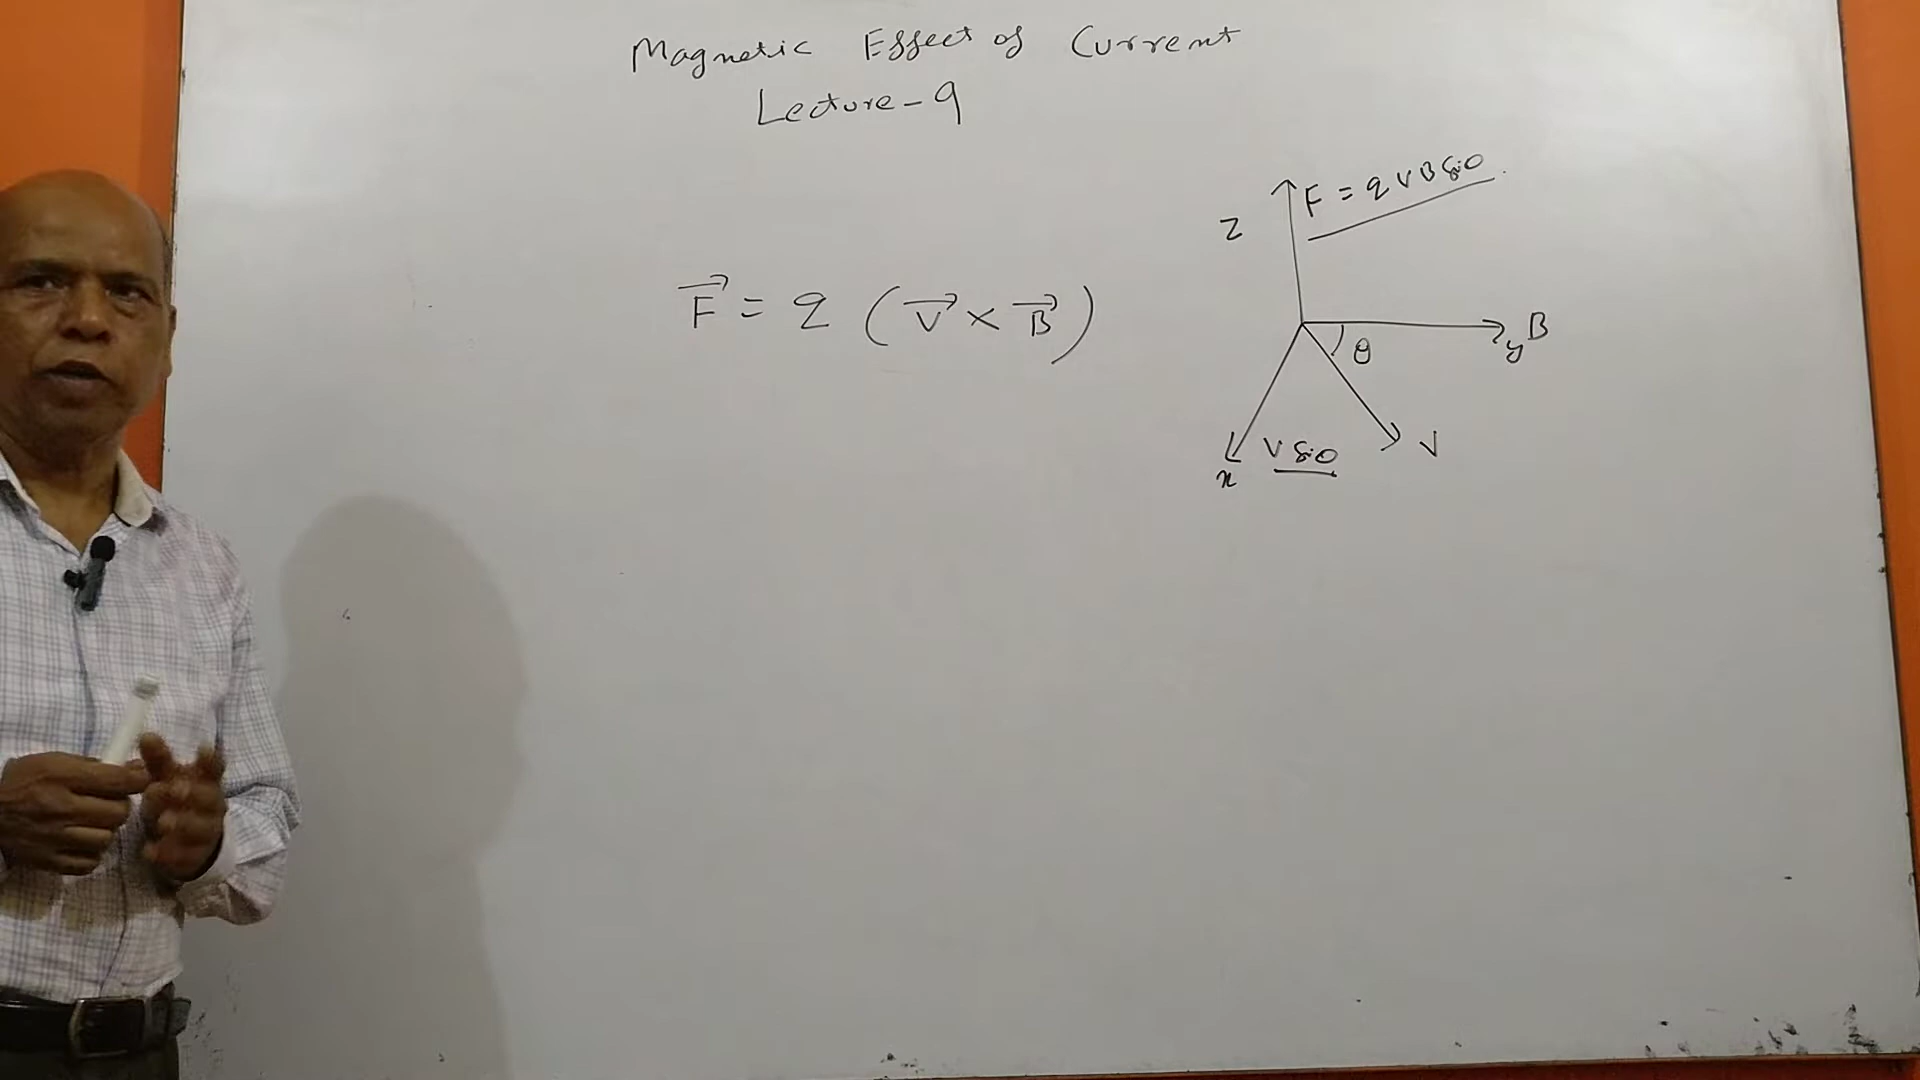 Magnetic Effect of Current
Lecture-9
F = q V B Sinθ
Z
F⃗ = q (V⃗ × B⃗)
B
y
θ
V Sinθ
V
x